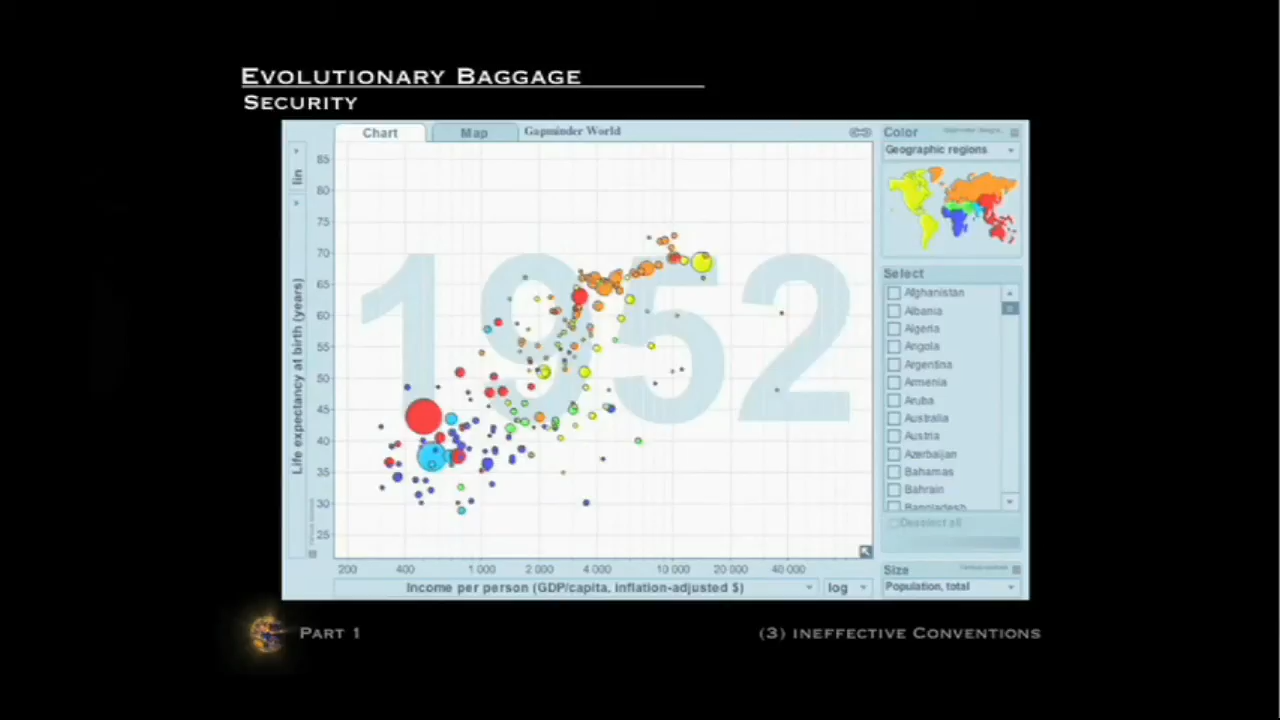 EVOLUTIONARY BAGGAGE
SECURITY
Chart
Map
Gapminder World
Color
Geographic regions
lin
Life expectancy at birth (years)
85
80
75
70
65
60
55
50
45
40
35
30
25
1952
Select
Afghanistan
Albania
Algeria
Angola
Argentina
Armenia
Aruba
Australia
Austria
Azerbaijan
Bahamas
Bahrain
Bangladesh
Deselect all
200 400 1 000 2 000 4 000 10 000 20 000 40 000
Income per person (GDP/capita, inflation-adjusted $)
log
Size
Population, total
PART 1
(3) INEFFECTIVE CONVENTIONS